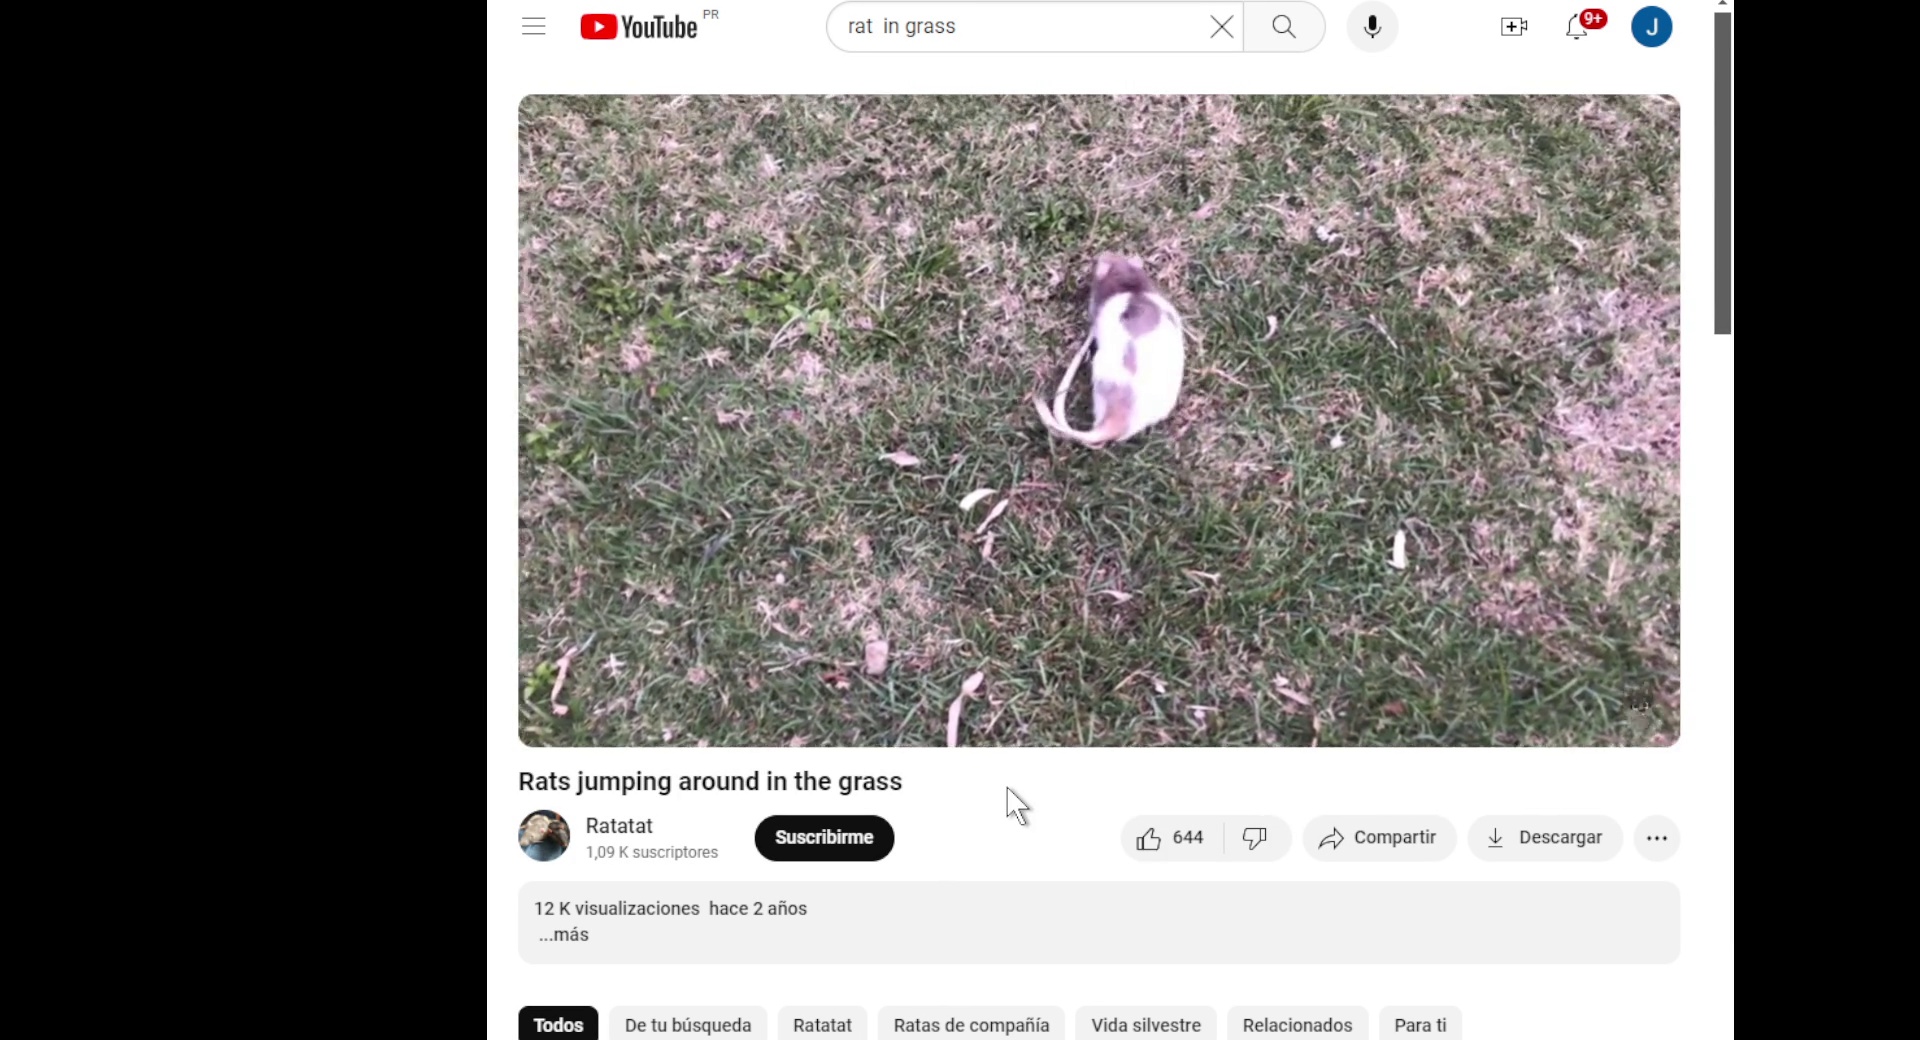 YouTube PR
rat in grass
9+
J
Rats jumping around in the grass
Ratatat
1,09 K suscriptores
Suscribirme
644
Compartir
Descargar
12 K visualizaciones hace 2 años
...más
Todos De tu búsqueda Ratatat Ratas de compañía Vida silvestre Relacionados Para ti